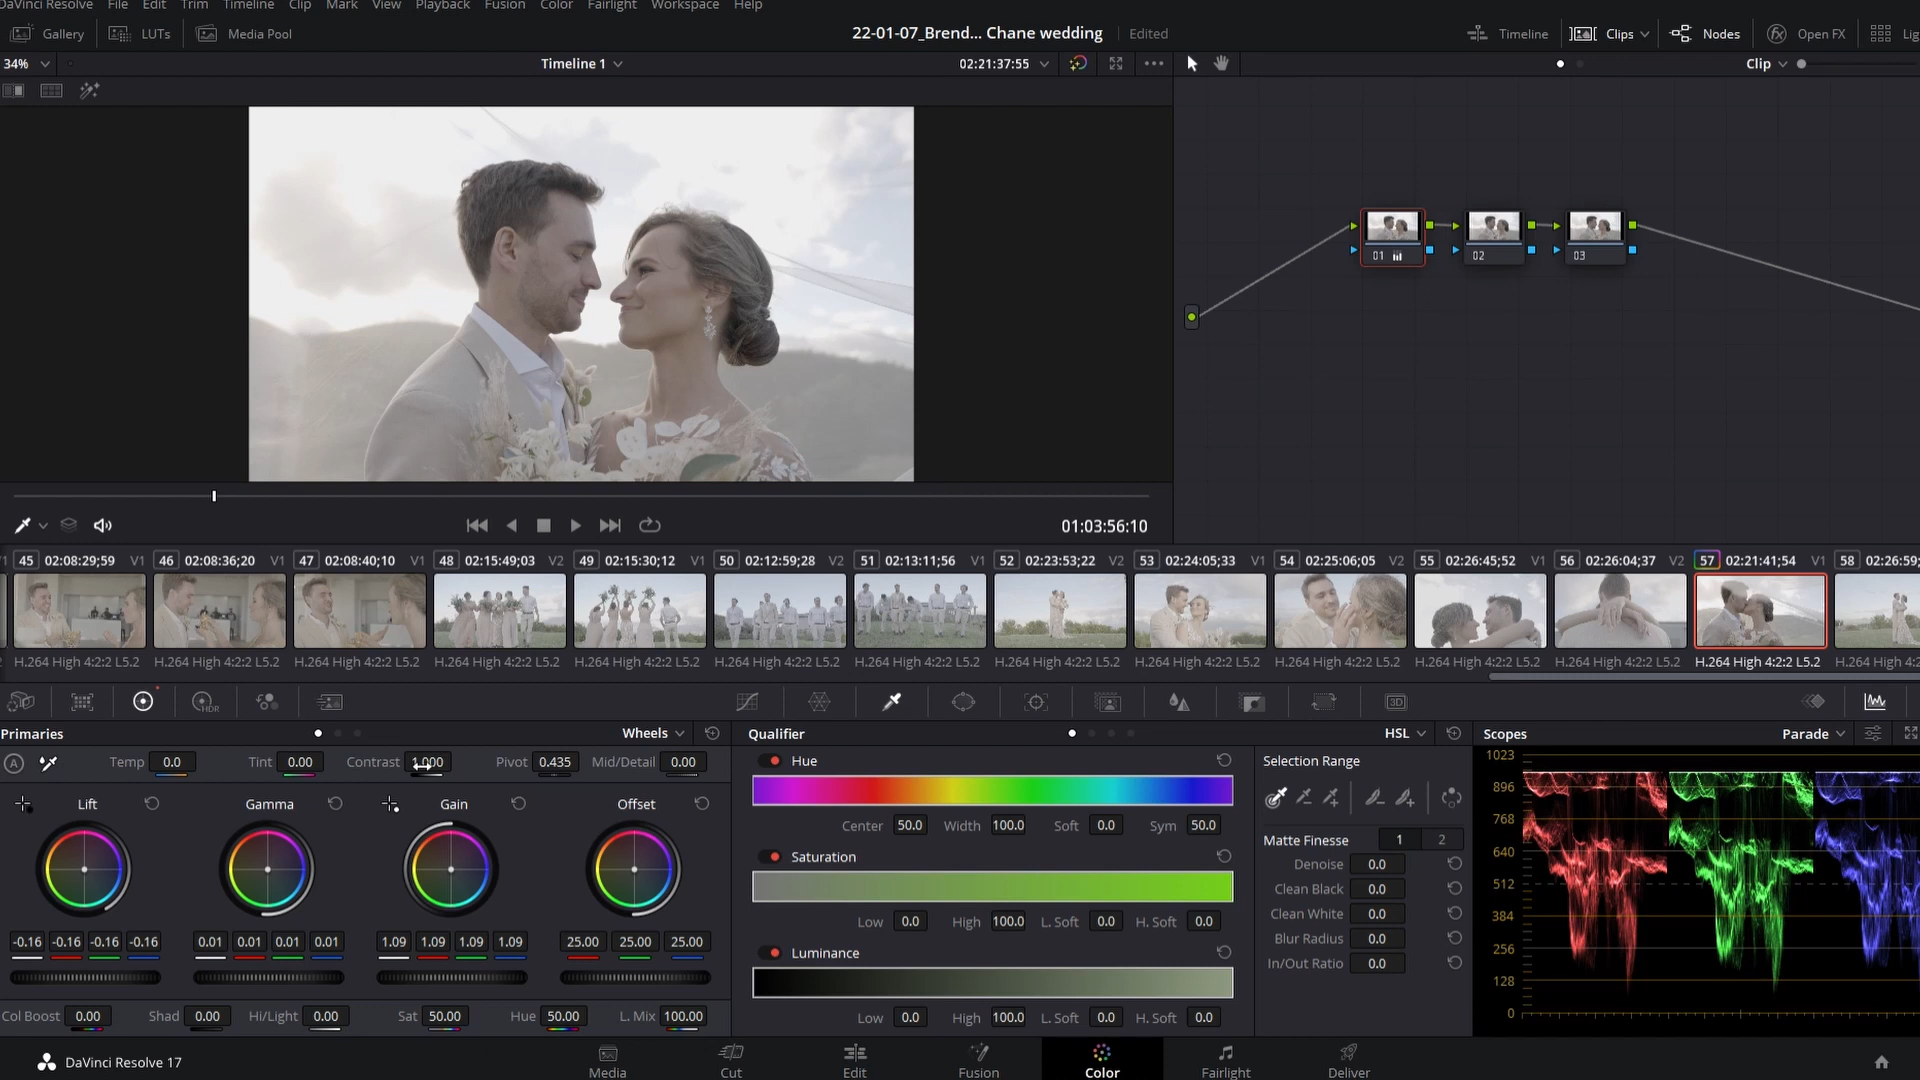 DaVinci Resolve File Edit Trim Timeline Clip Mark View Playback Fusion Color Fairlight Workspace Help
Gallery LUTs Media Pool 22-01-07_Brend... Chane wedding Edited Timeline Clips Nodes Open FX Lig
34% Timeline 1 02:21:37:55 Clip
01 02 03
01:03:56:10
45 02:08:29;59 V1 46 02:08:36;20 V1 47 02:08:40;10 V1 48 02:15:49;03 V2 49 02:15:30;12 V1 50 02:12:59;28 V2 51 02:13:11;56 V1 52 02:23:53;22 V2 53 02:24:05;33 V1 54 02:25:06;05 V2 55 02:26:45;52 V1 56 02:26:04;37 V2 57 02:21:41;54 V1 58 02:26:59;
H.264 High 4:2:2 L5.2 H.264 High 4:2:2 L5.2 H.264 High 4:2:2 L5.2 H.264 High 4:2:2 L5.2 H.264 High 4:2:2 L5.2 H.264 High 4:2:2 L5.2 H.264 High 4:2:2 L5.2 H.264 High 4:2:2 L5.2 H.264 High 4:2:2 L5.2 H.264 High 4:2:2 L5.2 H.264 High 4:2:2 L5.2 H.264 High 4:2:2 L5.2 H.264 High 4:2:2 L5.2 H.264 High 4:2
HDR 3D
Primaries Wheels Qualifier HSL Scopes Parade
A Temp 0.0 Tint 0.00 Contrast 1.000 Pivot 0.435 Mid/Detail 0.00
Lift Gamma Gain Offset
-0.16 -0.16 -0.16 -0.16 0.01 0.01 0.01 0.01 1.09 1.09 1.09 1.09 25.00 25.00 25.00
Col Boost 0.00 Shad 0.00 Hi/Light 0.00 Sat 50.00 Hue 50.00 L. Mix 100.00
Hue
Center 50.0 Width 100.0 Soft 0.0 Sym 50.0
Saturation
Low 0.0 High 100.0 L. Soft 0.0 H. Soft 0.0
Luminance
Low 0.0 High 100.0 L. Soft 0.0 H. Soft 0.0
Selection Range
Matte Finesse 1 2
Denoise 0.0
Clean Black 0.0
Clean White 0.0
Blur Radius 0.0
In/Out Ratio 0.0
1023
896
768
640
512
384
256
128
0
DaVinci Resolve 17 Media Cut Edit Fusion Color Fairlight Deliver